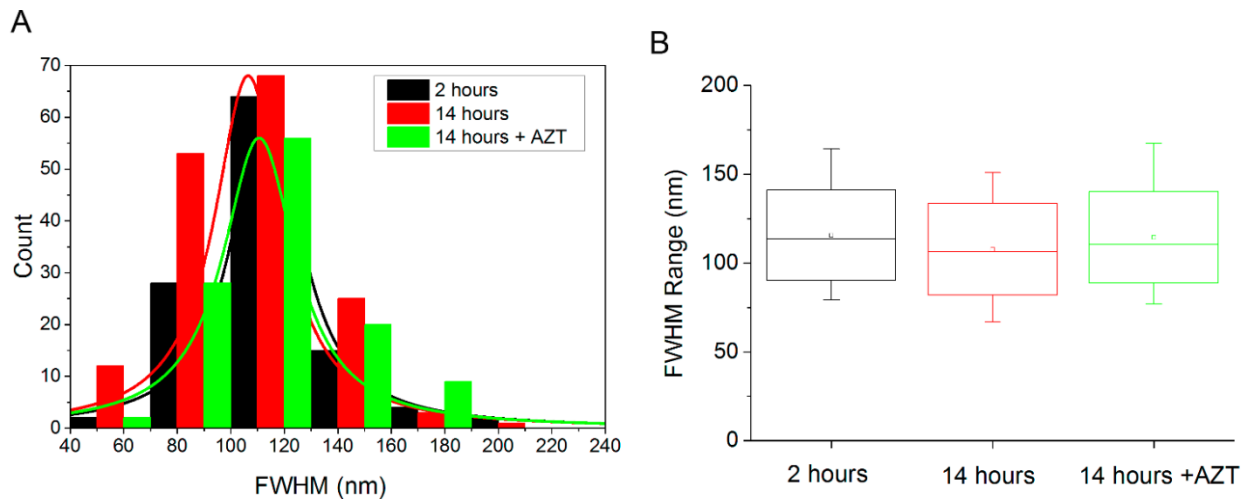 A
B
70
60
50
40
30
20
10
0
Count
2 hours
14 hours
14 hours + AZT
40 60 80 100 120 140 160 180 200 220 240
FWHM (nm)
200
150
100
50
0
FWHM Range (nm)
2 hours 14 hours 14 hours +AZT